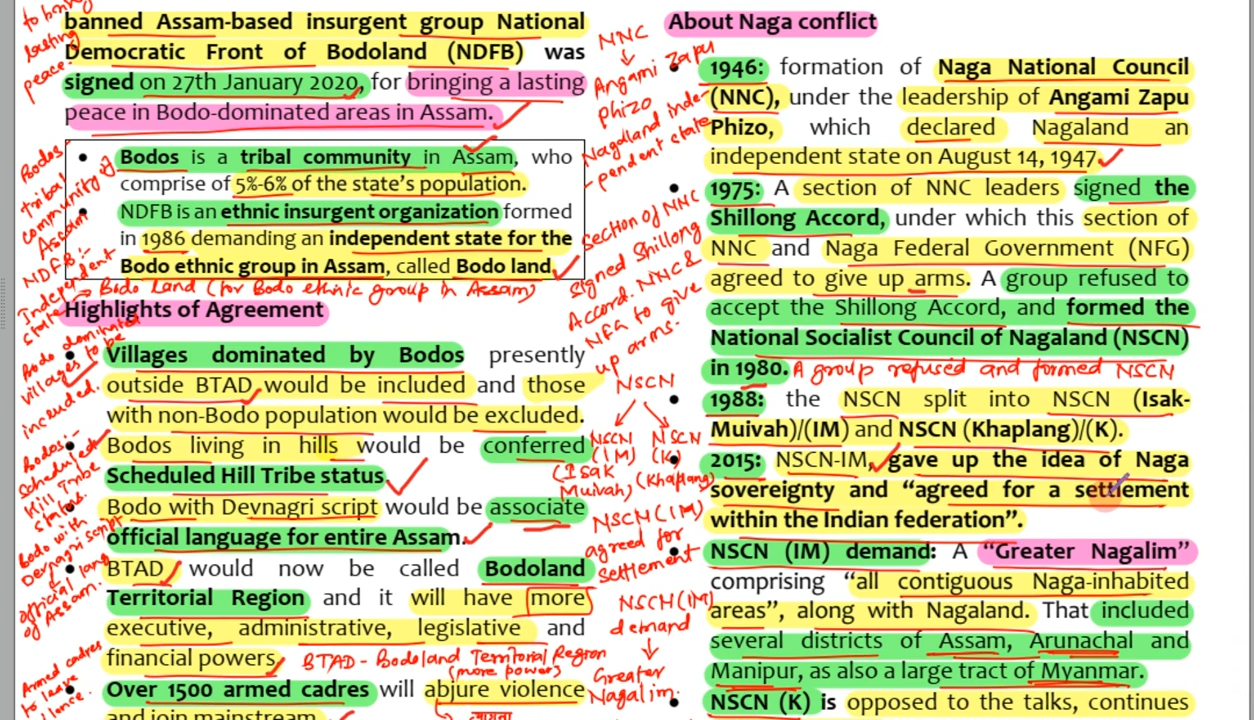 to bring
lasting
peace.
banned Assam-based insurgent group National
Democratic Front of Bodoland (NDFB) was
signed on 27th January 2020, for bringing a lasting
peace in Bodo-dominated areas in Assam.
Bodos
tribal
community of
Assam
• Bodos is a tribal community in Assam, who
comprise of 5%-6% of the state's population.
• NDFB is an ethnic insurgent organization formed
in 1986 demanding an independent state for the
Bodo ethnic group in Assam, called Bodo land
NDFB:-
Independent
state
→ Bodo Land (for Bodo ethnic group in Assam)
Highlights of Agreement
Bodo dominated
villages to be
included.
• Villages dominated by Bodos presently
outside BTAD would be included and those
with non-Bodo population would be excluded.
Bodos:-
Scheduled
Hill Tribe
state.
• Bodos living in hills would be conferred
Scheduled Hill Tribe status
Bodo with
Devnagri script
official lang
of Assam.
• Bodo with Devnagri script would be associate
official language for entire Assam.
• BTAD would now be called Bodoland
Territorial Region and it will have more
executive, administrative, legislative and
financial powers
BTAD - Bodoland Territorial Region
(more power)
Armed cadres
to leave
• Over 1500 armed cadres will abjure violence
and join mainstream
NNC
Angami Zapu
phizo
Nagaland inde
-pendent state
section of NNC
signed Shillong
Accord. NNC &
NFG to give
up arms.
NSCN
NSCN (IM)
(Isak
Muivah)
NSCN (K)
(Khaplang)
NSCN (IM)
agreed for
settlement
NSCN (IM)
demand
Greater
Nagalim.
About Naga conflict
• 1946: formation of Naga National Council
(NNC), under the leadership of Angami Zapu
Phizo, which declared Nagaland an
independent state on August 14, 1947
• 1975: A section of NNC leaders signed the
Shillong Accord, under which this section of
NNC and Naga Federal Government (NFG)
agreed to give up arms. A group refused to
accept the Shillong Accord, and formed the
National Socialist Council of Nagaland (NSCN)
in 1980. A group refused and formed NSCN
• 1988: the NSCN split into NSCN (Isak-
Muivah)/(IM) and NSCN (Khaplang)/(K).
• 2015: NSCN-IM, gave up the idea of Naga
sovereignty and “agreed for a settlement
within the Indian federation”.
• NSCN (IM) demand: A “Greater Nagalim”
comprising “all contiguous Naga-inhabited
areas”, along with Nagaland. That included
several districts of Assam, Arunachal and
Manipur, as also a large tract of Myanmar.
• NSCN (K) is opposed to the talks, continues